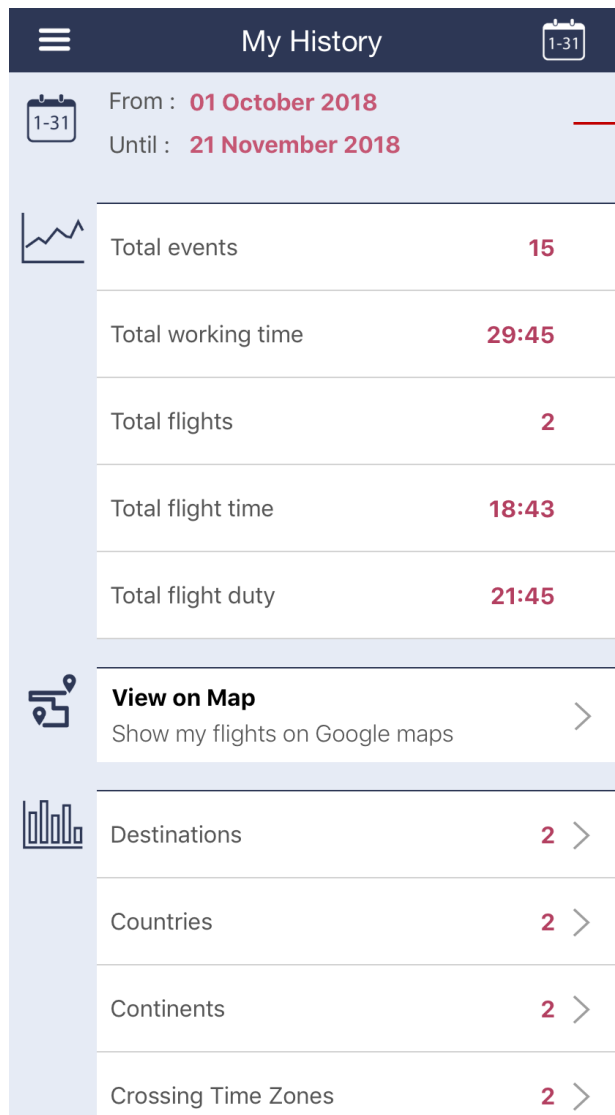 My History
1-31
1-31
From : 01 October 2018
Until : 21 November 2018
Total events 15
Total working time 29:45
Total flights 2
Total flight time 18:43
Total flight duty 21:45
View on Map
Show my flights on Google maps
Destinations 2
Countries 2
Continents 2
Crossing Time Zones 2